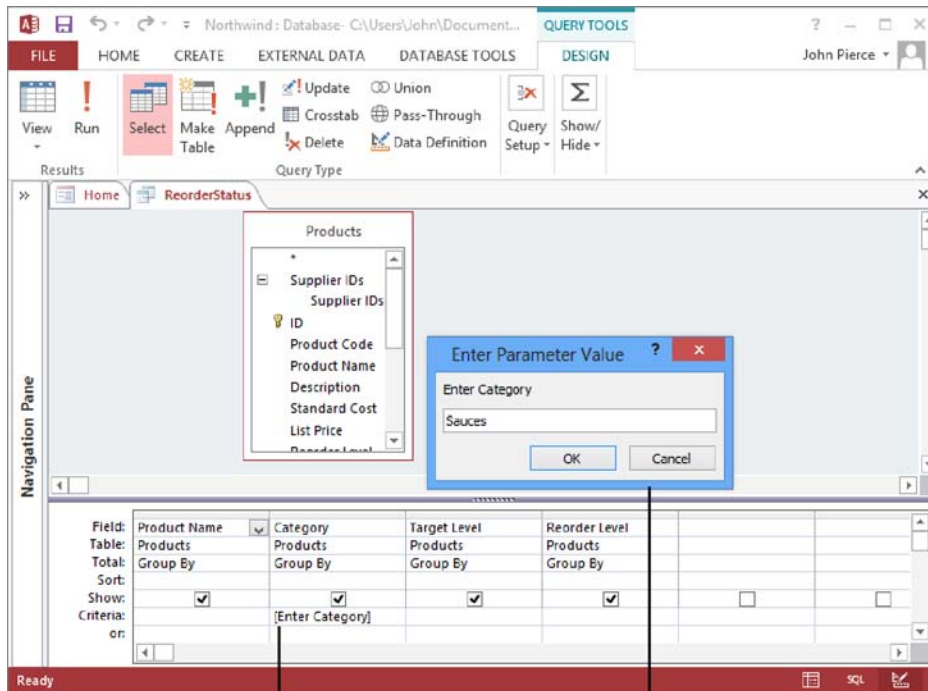 Northwind : Database- C:\Users\John\Document...
QUERY TOOLS
?
FILE HOME CREATE EXTERNAL DATA DATABASE TOOLS DESIGN
John Pierce
View
Run
Select
Make Table
Append
Update
Crosstab
Delete
Union
Pass-Through
Data Definition
Query Setup
Show/ Hide
Results
Query Type
Home
ReorderStatus
Navigation Pane
Products
*
Supplier IDs
Supplier IDs
ID
Product Code
Product Name
Description
Standard Cost
List Price
Reorder Level
Enter Parameter Value ?
Enter Category
Sauces
OK Cancel
Field: Product Name Category Target Level Reorder Level
Table: Products Products Products Products
Total: Group By Group By Group By Group By
Sort:
Show:
Criteria: [Enter Category]
or:
Ready
SQL